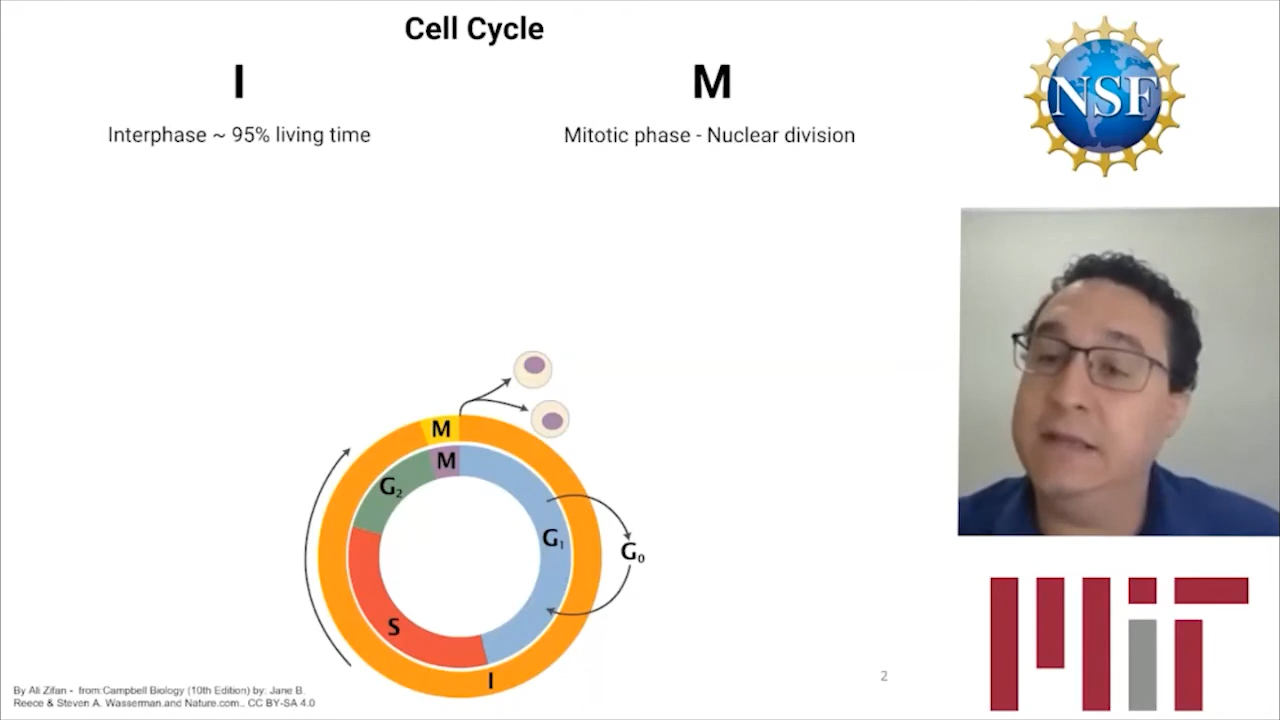 Cell Cycle
I
M
Interphase ~ 95% living time
Mitotic phase - Nuclear division
NSF
M
M
G2
G1
G0
S
I
2
By Ali Zifan - from:Campbell Biology (10th Edition) by: Jane B.
Reece & Steven A. Wasserman.and Nature.com.. CC BY-SA 4.0
MIT